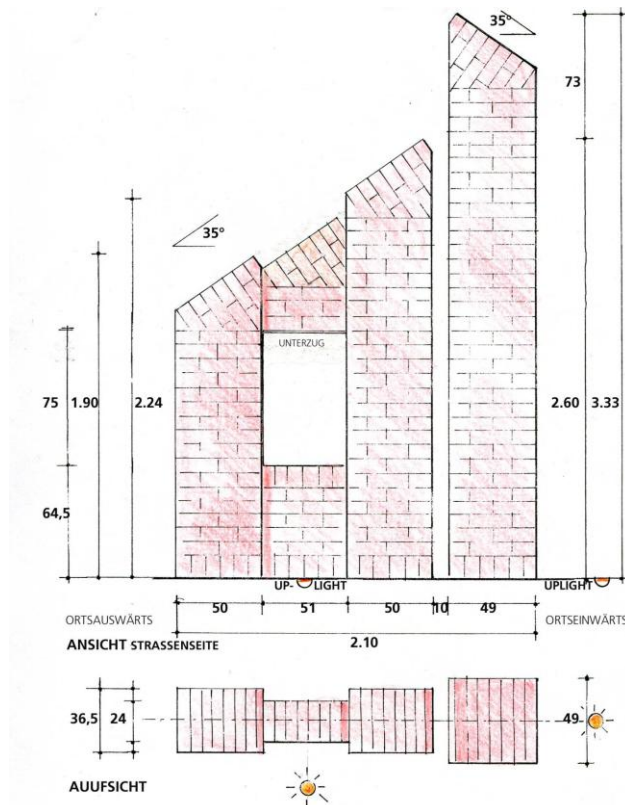 35°
73
35°
UNTERZUG
75 1.90 2.24 2.60 3.33
64,5
UP- LIGHT UPLIGHT
50 51 50 10 49
ORTSAUSWÄRTS ORTSEINWÄRTS
2.10
ANSICHT STRASSENSEITE
36,5 24 49
AUUFSICHT